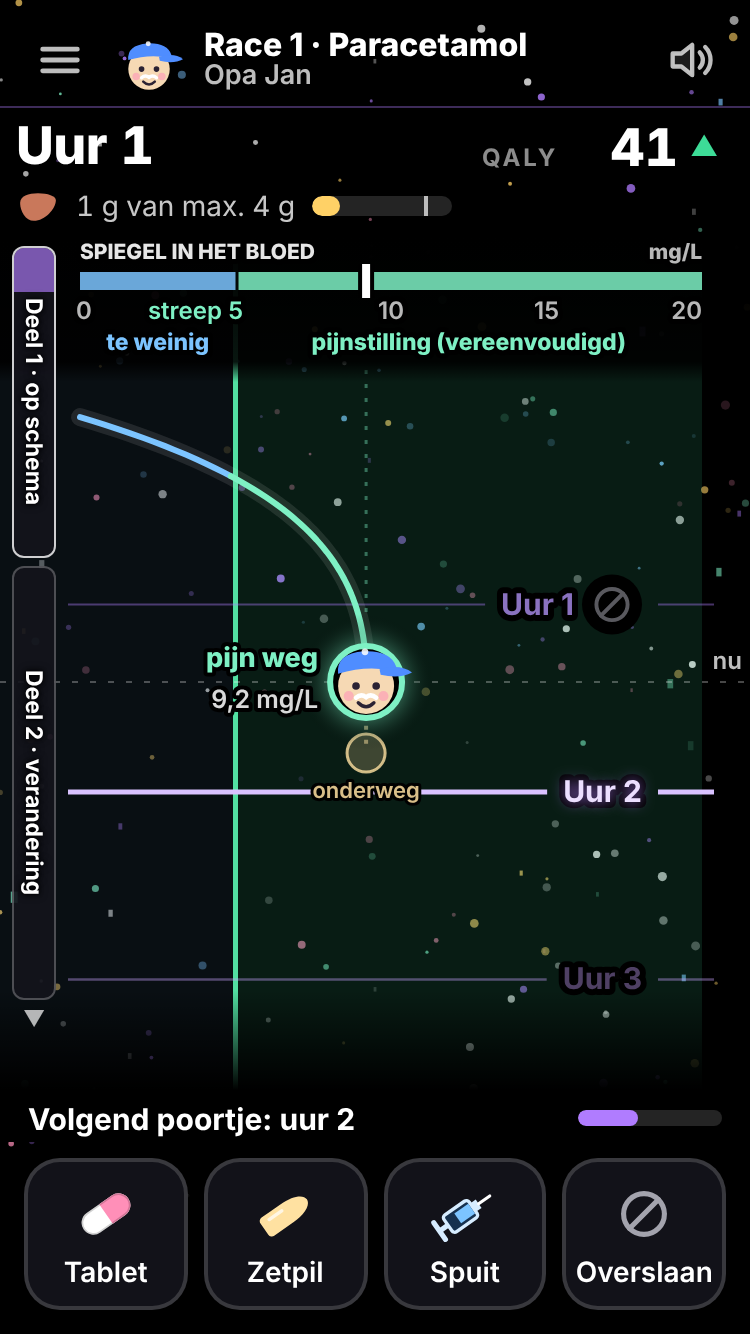 Race 1 · Paracetamol
Opa Jan
Uur 1
QALY 41
1 g van max. 4 g
SPIEGEL IN HET BLOED mg/L
0 streep 5 10 15 20
te weinig pijnstilling (vereenvoudigd)
Deel 1 · op schema
Uur 1
pijn weg
nu
9,2 mg/L
Deel 2 · verandering
onderweg
Uur 2
Uur 3
Volgend poortje: uur 2
Tablet Zetpil Spuit Overslaan